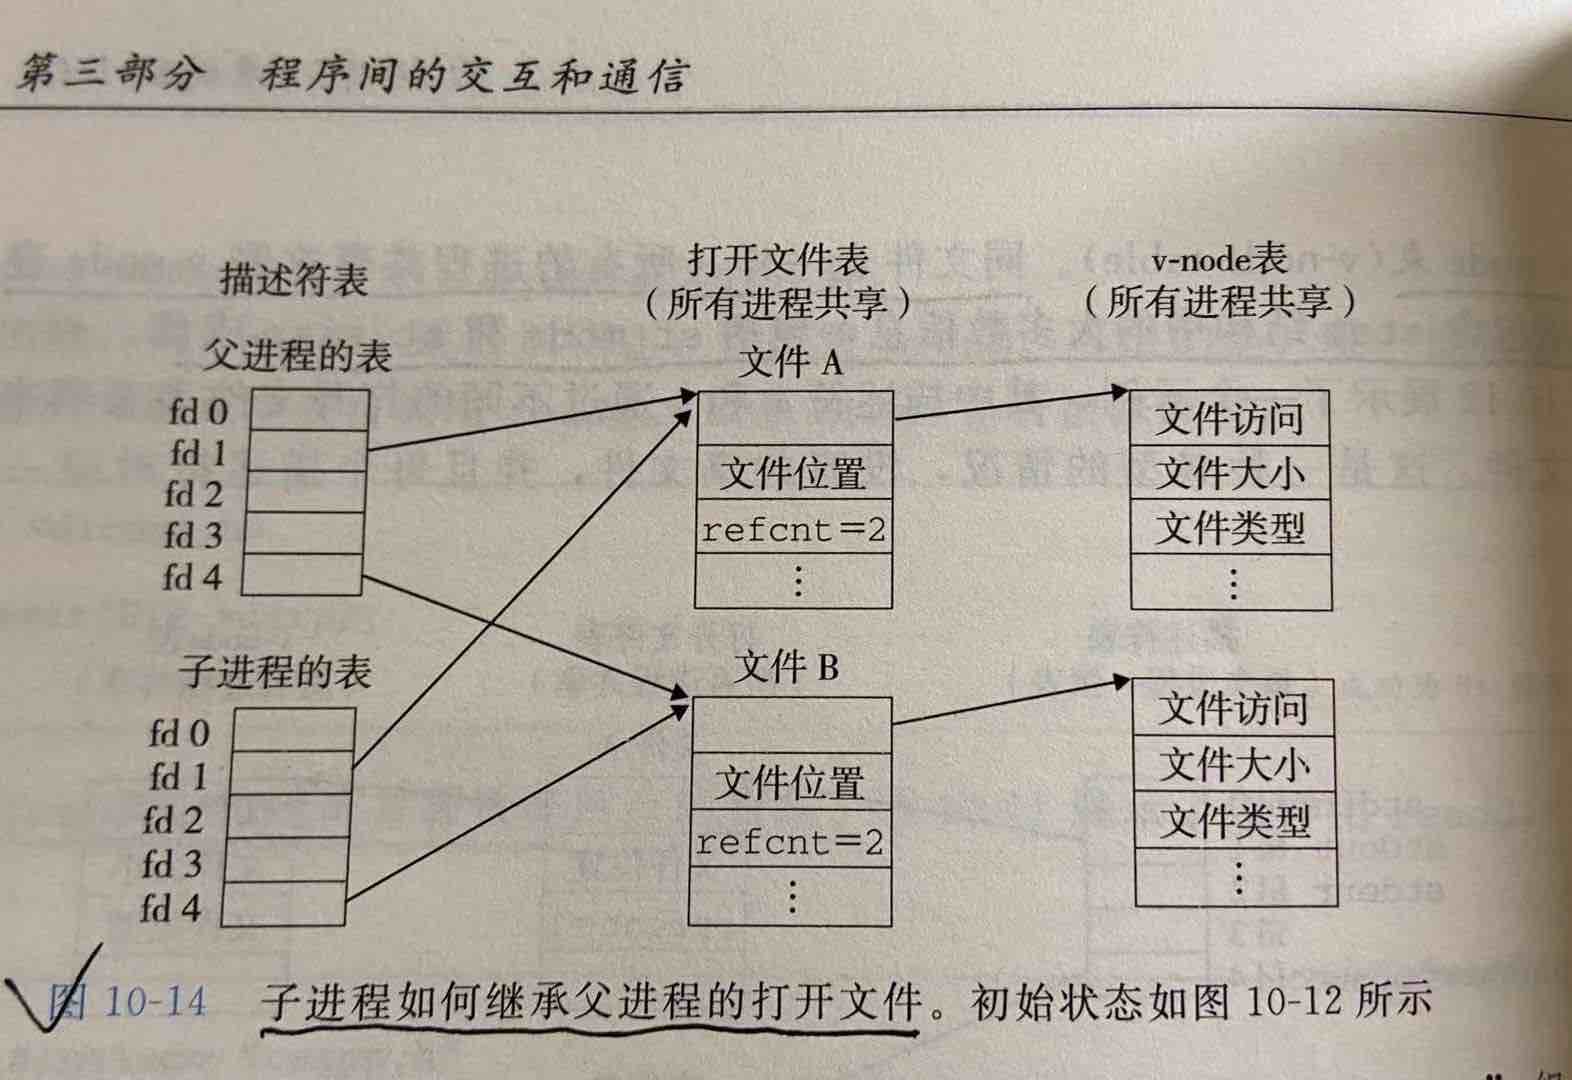 第三部分 程序间的交互和通信
描述符表
打开文件表
（所有进程共享）
v-node表
（所有进程共享）
父进程的表
fd 0
fd 1
fd 2
fd 3
fd 4
子进程的表
fd 0
fd 1
fd 2
fd 3
fd 4
文件 A
文件位置
refcnt=2
⋮
文件 B
文件位置
refcnt=2
⋮
文件访问
文件大小
文件类型
⋮
文件访问
文件大小
文件类型
⋮
图 10-14 子进程如何继承父进程的打开文件。初始状态如图 10-12 所示